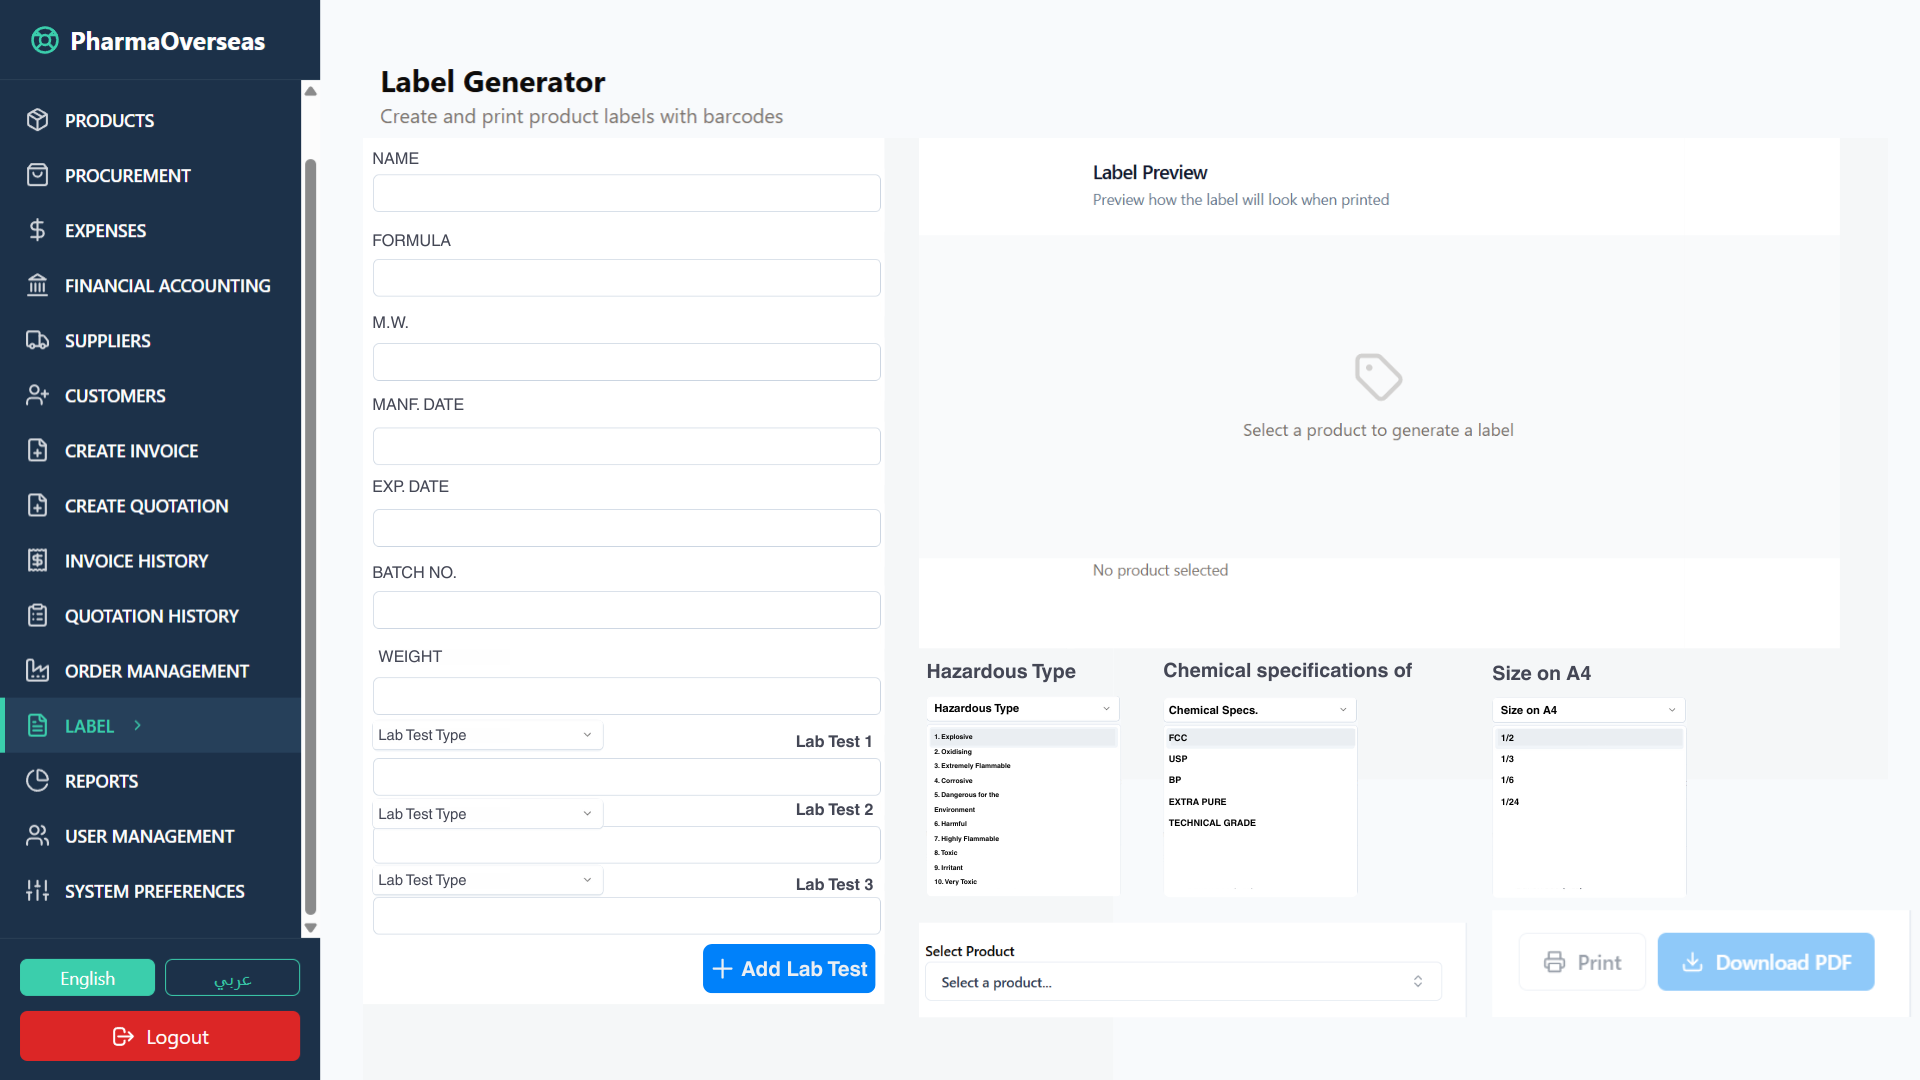 PharmaOverseas
PRODUCTS
PROCUREMENT
EXPENSES
FINANCIAL ACCOUNTING
SUPPLIERS
CUSTOMERS
CREATE INVOICE
CREATE QUOTATION
INVOICE HISTORY
QUOTATION HISTORY
ORDER MANAGEMENT
LABEL
REPORTS
USER MANAGEMENT
SYSTEM PREFERENCES
English
عربي
Logout
Label Generator
Create and print product labels with barcodes
NAME
FORMULA
M.W.
MANF. DATE
EXP. DATE
BATCH NO.
WEIGHT
Lab Test Type
Lab Test 1
Lab Test Type
Lab Test 2
Lab Test Type
Lab Test 3
Add Lab Test
Label Preview
Preview how the label will look when printed
Select a product to generate a label
No product selected
Hazardous Type
Hazardous Type
1. Explosive
2. Oxidising
3. Extremely Flammable
4. Corrosive
5. Dangerous for the
Environment
6. Harmful
7. Highly Flammable
8. Toxic
9. Irritant
10. Very Toxic
Chemical specifications of
Chemical Specs.
FCC
USP
BP
EXTRA PURE
TECHNICAL GRADE
Size on A4
Size on A4
1/2
1/3
1/6
1/24
Select Product
Select a product...
Print
Download PDF